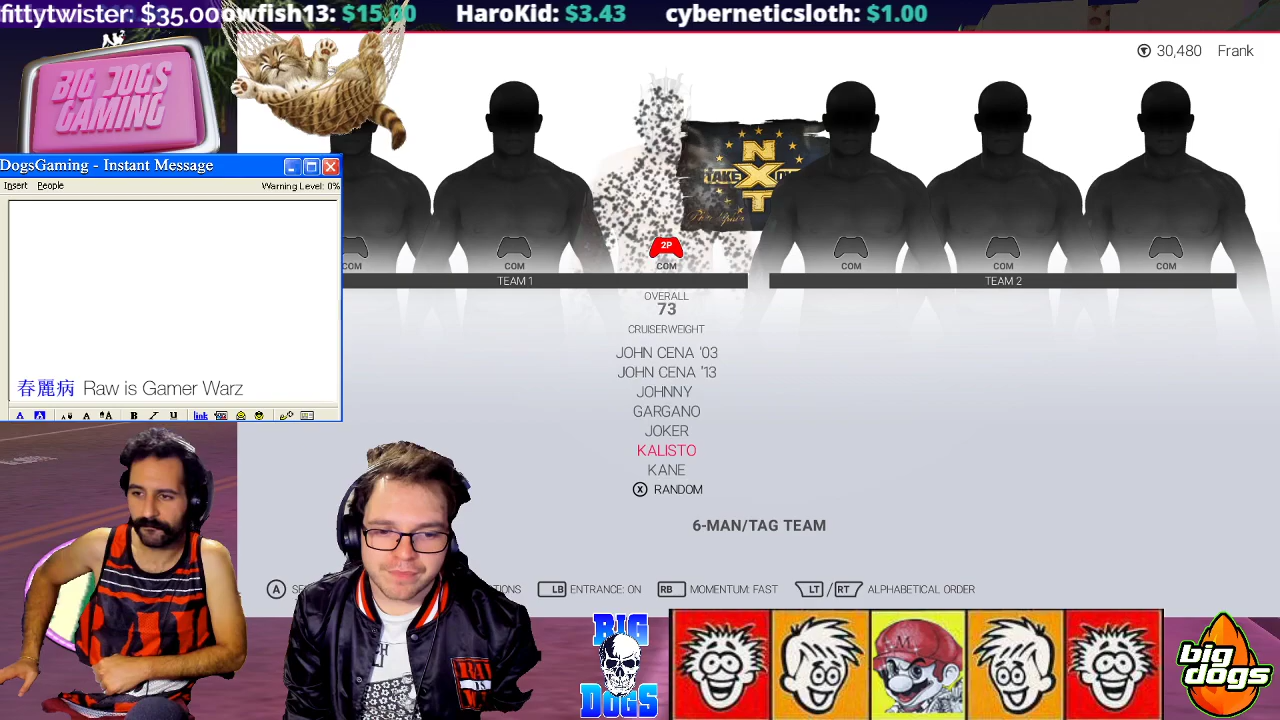 fittytwister: $35.00
owfish13: $15.00
HaroKid: $3.43
cyberneticsloth: $1.00
30,480 Frank
BIG DOGS
GAMING
DogsGaming - Instant Message
Insert People
Warning Level: 0%
春麗病 Raw is Gamer Warz
B I U link
NXT
TAKE
2P
COM
COM
COM
COM
COM
COM
TEAM 1
TEAM 2
OVERALL
73
CRUISERWEIGHT
JOHN CENA '03
JOHN CENA '13
JOHNNY
GARGANO
JOKER
KALISTO
KANE
X RANDOM
6-MAN/TAG TEAM
A
LB ENTRANCE: ON
RB MOMENTUM: FAST
LT / RT ALPHABETICAL ORDER
BIG
DOGS
M
big
dogs